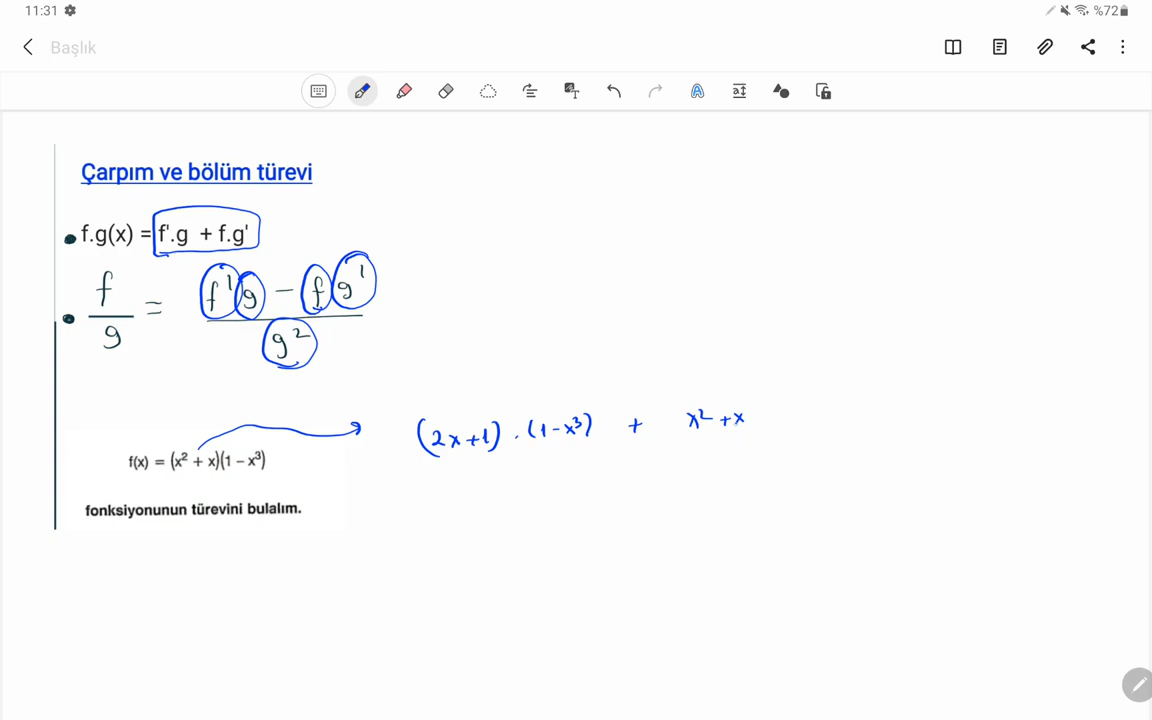 11:31 %72
Başlık
Çarpım ve bölüm türevi
f.g(x) = f'.g + f.g'
f/g = (f'g - fg')/g²
(2x+1).(1-x³) + x²+x
f(x) = (x² + x)(1 – x³)
fonksiyonunun türevini bulalım.